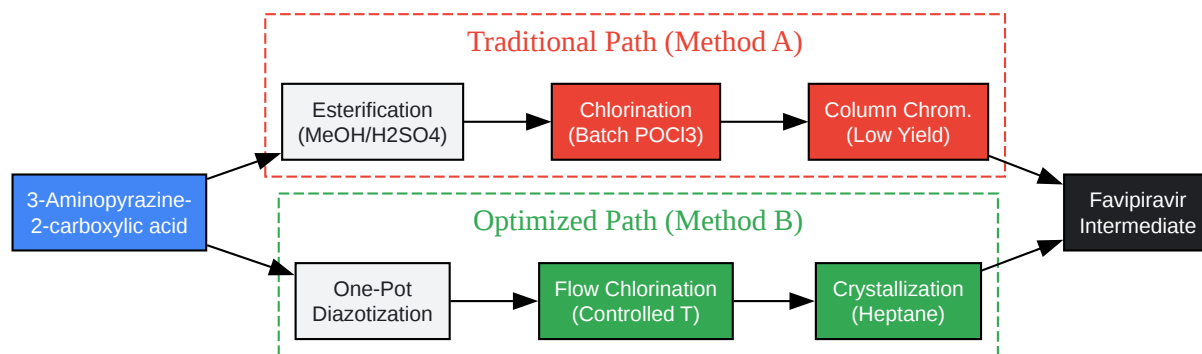 Traditional Path (Method A)
Esterification
(MeOH/H2SO4)
Chlorination
(Batch POCl3)
Column Chrom.
(Low Yield)
3-Aminopyrazine-
2-carboxylic acid
Favipiravir
Intermediate
Optimized Path (Method B)
One-Pot
Diazotization
Flow Chlorination
(Controlled T)
Crystallization
(Heptane)